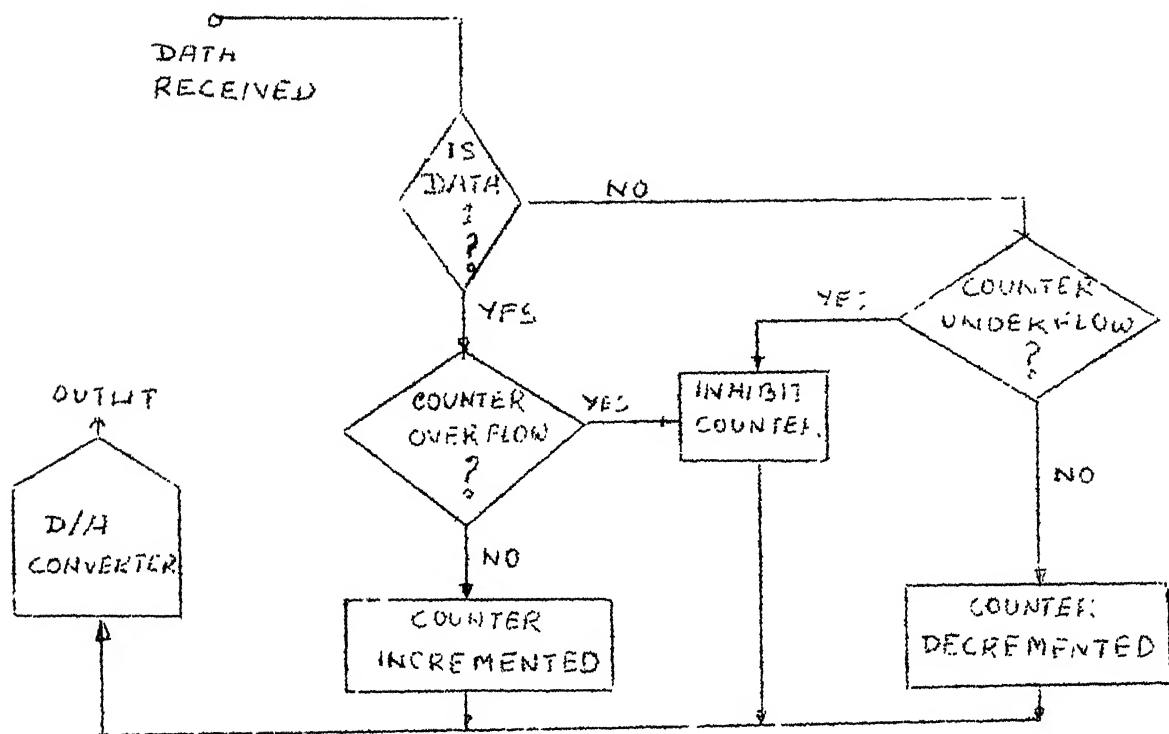 DATA
RECEIVED
IS
DATA
1
?
NO
YES
COUNTER
UNDERFLOW
?
YES
COUNTER
OVERFLOW
?
YES
INHIBIT
COUNTER
NO
NO
OUTPUT
D/A
CONVERTER
COUNTER
INCREMENTED
COUNTER
DECREMENTED